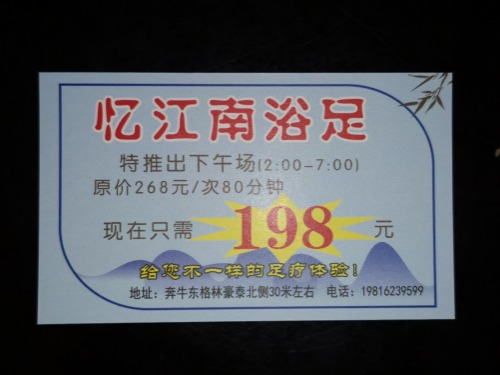 忆江南浴足
特推出下午场(2:00-7:00)
原价268元/次80分钟
现在只需198元
给您不一样的足疗体验!
地址：奔牛东格林豪泰北侧30米左右 电话：19816239599